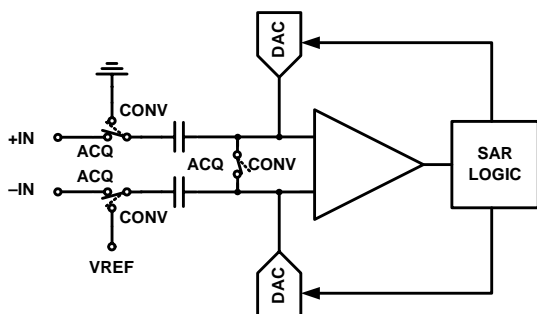 DAC
CONV
+IN
ACQ
ACQ
ACQ
CONV
SAR
LOGIC
–IN
CONV
VREF
DAC